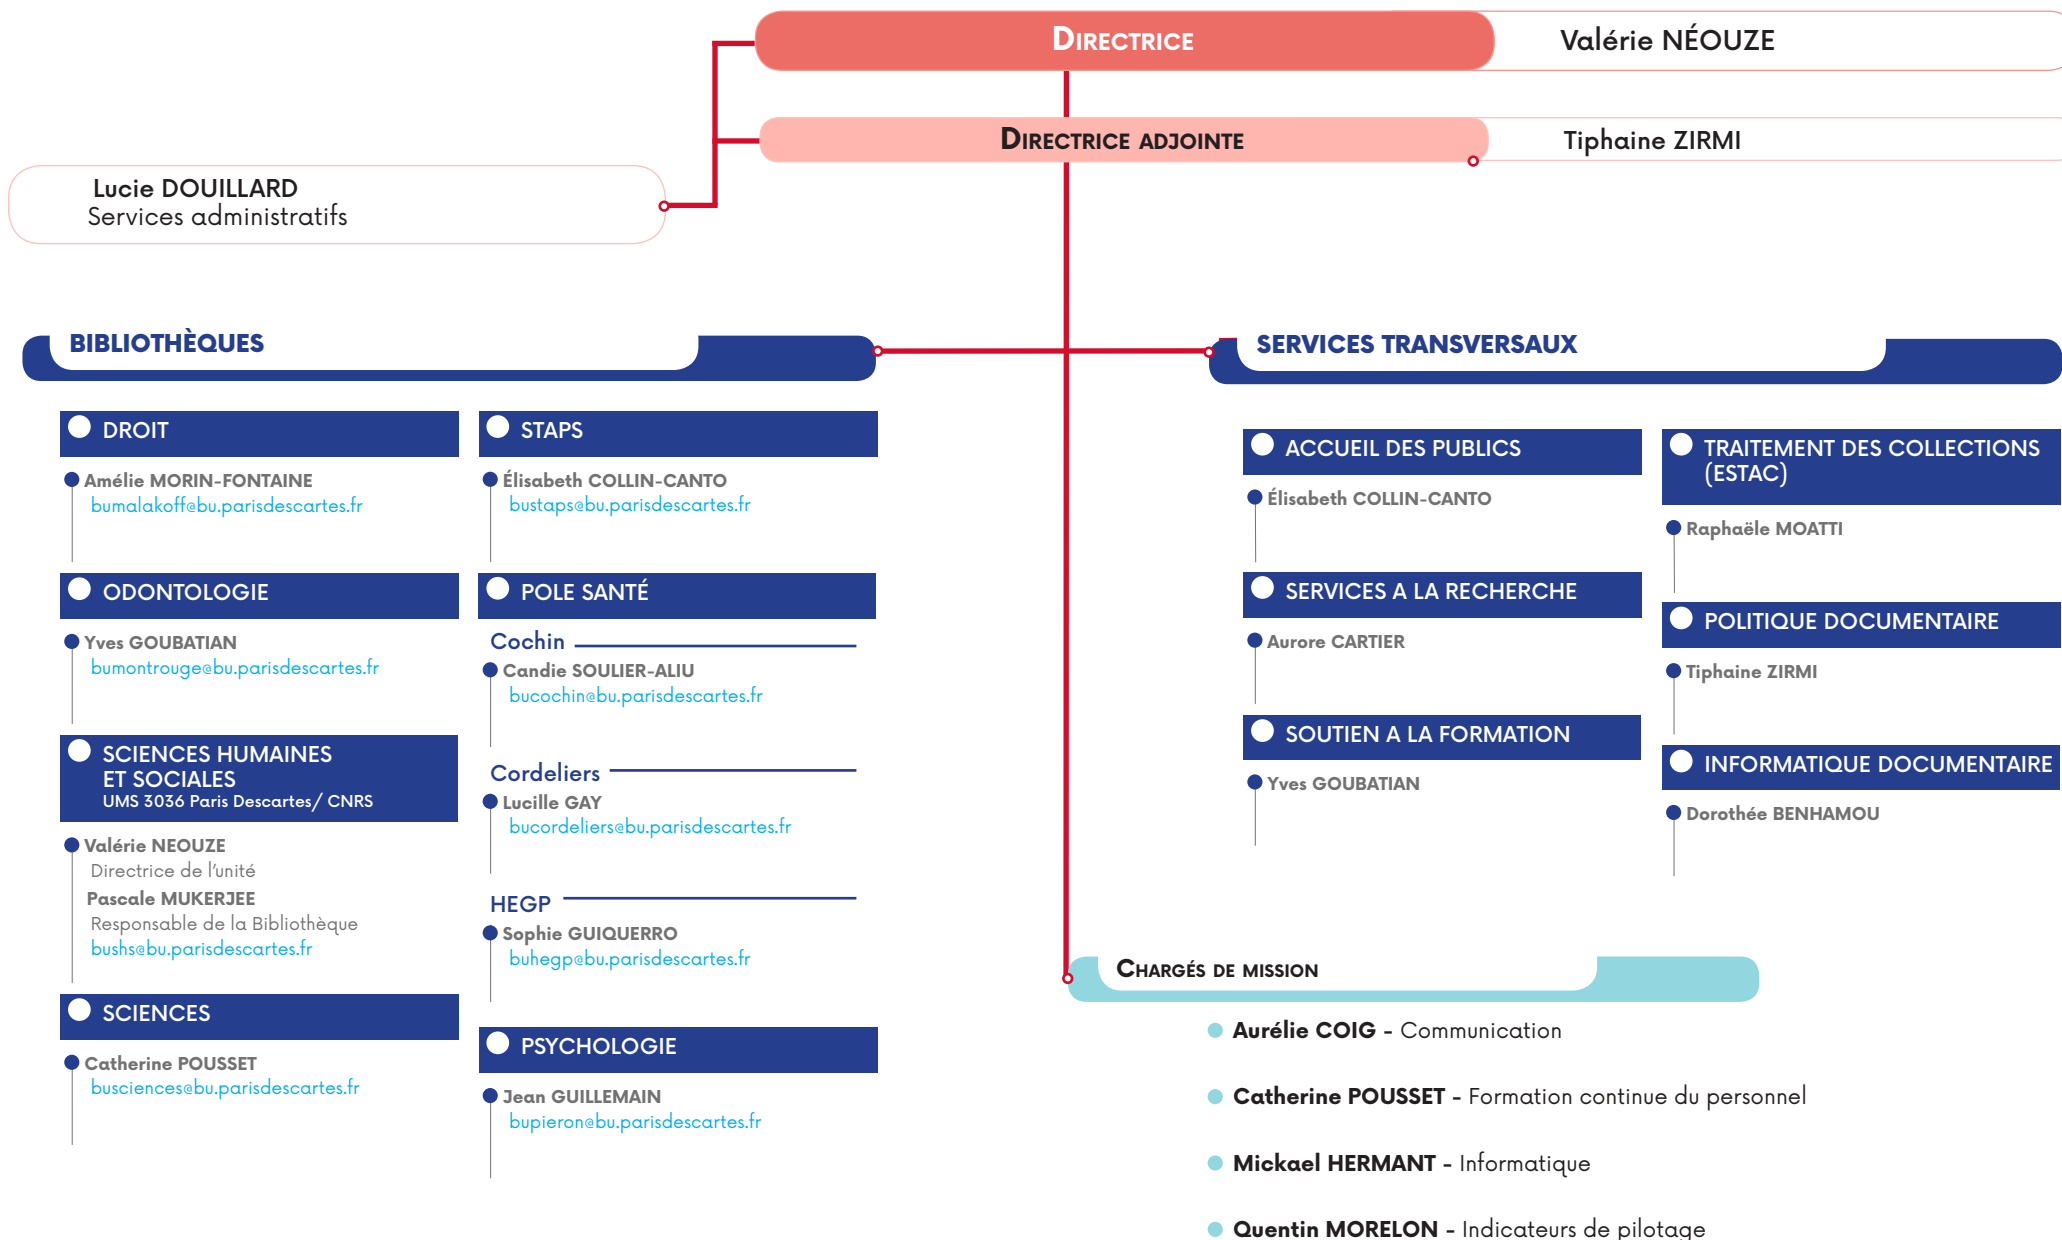 DIRECTRICE
Valérie NÉOUZE
DIRECTRICE ADJOINTE
Tiphaine ZIRMI
Lucie DOUILLARD
Services administratifs
BIBLIOTHÈQUES
DROIT
Amélie MORIN-FONTAINE
bumalakoff@bu.parisdescartes.fr
ODONTOLOGIE
Yves GOUBATIAN
bumontrouge@bu.parisdescartes.fr
SCIENCES HUMAINES
ET SOCIALES
UMS 3036 Paris Descartes/ CNRS
Valérie NEOUZE
Directrice de l'unité
Pascale MUKERJEE
Responsable de la Bibliothèque
bushs@bu.parisdescartes.fr
SCIENCES
Catherine POUSSET
busciences@bu.parisdescartes.fr
STAPS
Élisabeth COLLIN-CANTO
bustaps@bu.parisdescartes.fr
POLE SANTÉ
Cochin
Candie SOULIER-ALIU
bucochin@bu.parisdescartes.fr
Cordeliers
Lucille GAY
bucordeliers@bu.parisdescartes.fr
HEGP
Sophie GUIQUERRO
buhegp@bu.parisdescartes.fr
PSYCHOLOGIE
Jean GUILLEMAIN
bupieron@bu.parisdescartes.fr
SERVICES TRANSVERSAUX
ACCUEIL DES PUBLICS
Élisabeth COLLIN-CANTO
SERVICES A LA RECHERCHE
Aurore CARTIER
SOUTIEN A LA FORMATION
Yves GOUBATIAN
TRAITEMENT DES COLLECTIONS
(ESTAC)
Raphaële MOATTI
POLITIQUE DOCUMENTAIRE
Tiphaine ZIRMI
INFORMATIQUE DOCUMENTAIRE
Dorothée BENHAMOU
CHARGÉS DE MISSION
Aurélie COIG - Communication
Catherine POUSSET - Formation continue du personnel
Mickael HERMANT - Informatique
Quentin MORELON - Indicateurs de pilotage